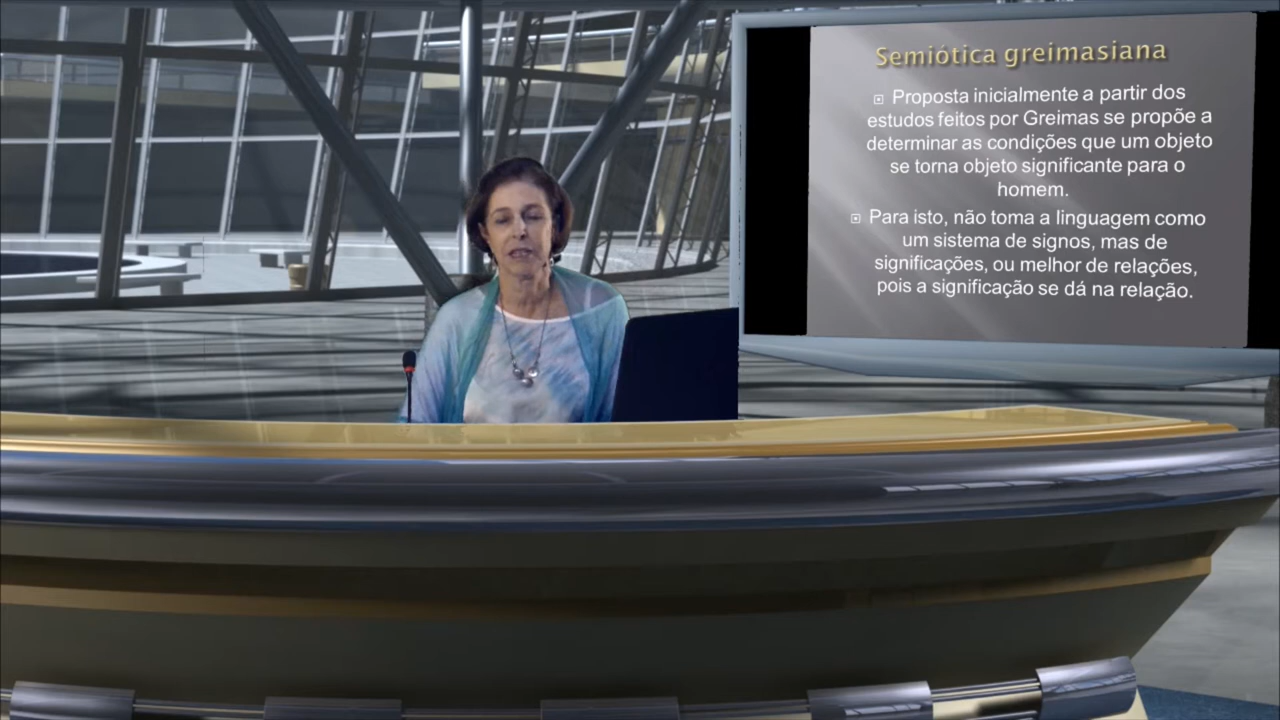 Semiótica greimasiana
Proposta inicialmente a partir dos
estudos feitos por Greimas se propõe a
determinar as condições que um objeto
se torna objeto significante para o
homem.
Para isto, não toma a linguagem como
um sistema de signos, mas de
significações, ou melhor de relações,
pois a significação se dá na relação.